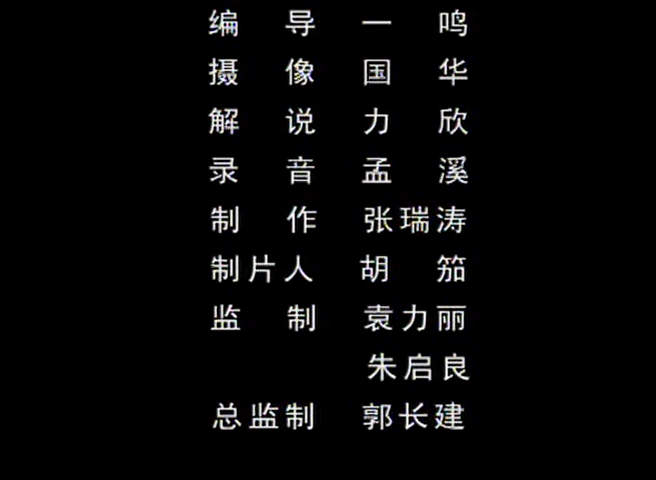 编导 一鸣
摄像 国华
解说 力欣
录音 孟溪
制作 张瑞涛
制片人 胡笳
监制 袁力丽
朱启良
总监制 郭长建